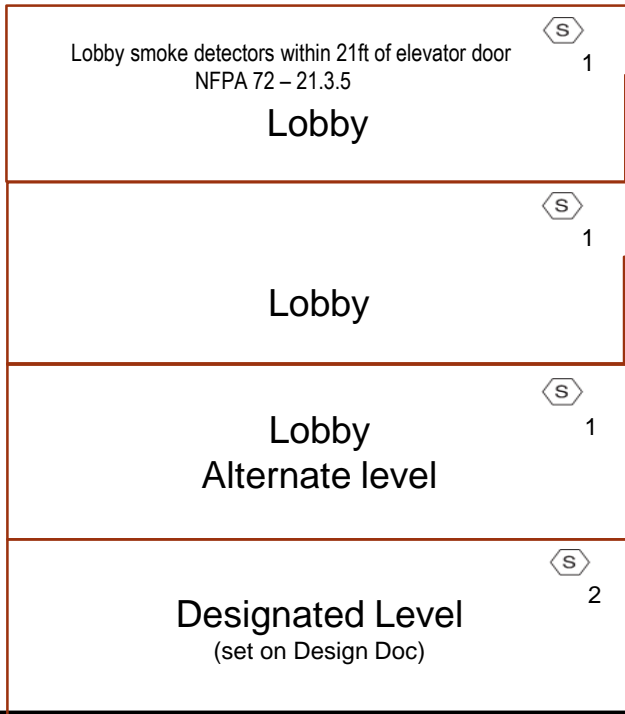 S
Lobby smoke detectors within 21ft of elevator door
1
NFPA 72 – 21.3.5
Lobby
S
1
Lobby
S
Lobby
1
Alternate level
S
2
Designated Level
(set on Design Doc)